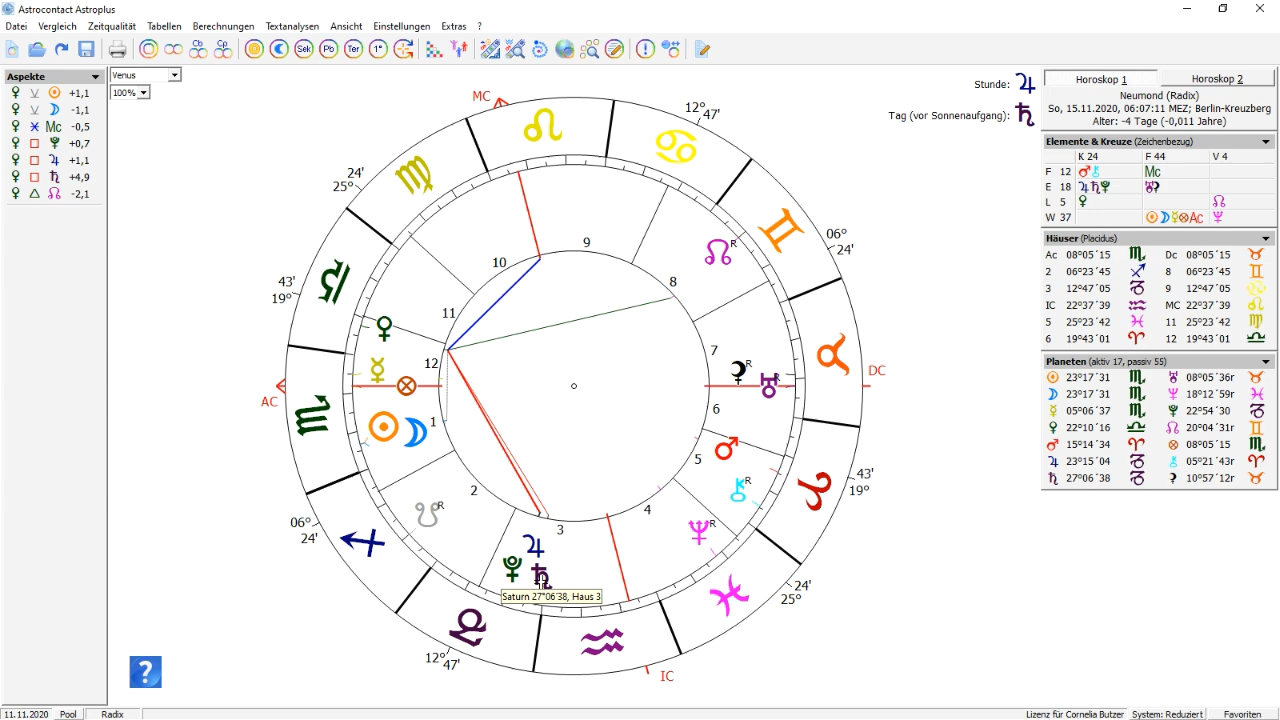 Astrocontact Astroplus
Datei Vergleich Zeitqualität Tabellen Berechnungen Textanalysen Ansicht Einstellungen Extras ?
Cb Cp Sek Pb Ter 1°
Aspekte
+1,1
-1,1
Mc -0,5
+0,7
+1,1
+4,9
-2,1
Venus
100%
Stunde:
Tag (vor Sonnenaufgang):
MC
12° 47'
24' 25°
06° 24'
43' 19°
AC
DC
06° 24'
43' 19°
12° 47'
24' 25°
IC
1
2
3
4
5
6
7
8
9
10
11
12
R
R
R
R
R
R
Saturn 27°06'38, Haus 3
?
Horoskop 1 Horoskop 2
Neumond (Radix)
So, 15.11.2020, 06:07:11 MEZ; Berlin-Kreuzberg
Alter: -4 Tage (-0,011 Jahre)
Elemente & Kreuze (Zeichenbezug)
K 24 F 44 V 4
F 12 Mc
E 18
L 5
W 37 Ac
Häuser (Placidus)
Ac 08°05'15 Dc 08°05'15
2 06°23'45 8 06°23'45
3 12°47'05 9 12°47'05
IC 22°37'39 MC 22°37'39
5 25°23'42 11 25°23'42
6 19°43'01 12 19°43'01
Planeten (aktiv 17, passiv 55)
23°17'31 08°05'36r
23°17'31 18°12'59r
05°06'37 22°54'30
22°10'16 20°04'31r
15°14'34 08°05'15
23°15'04 05°21'43r
27°06'38 10°57'12
11.11.2020 Pool Radix Lizenz für Cornelia Butzer System: Reduziert Favoriten